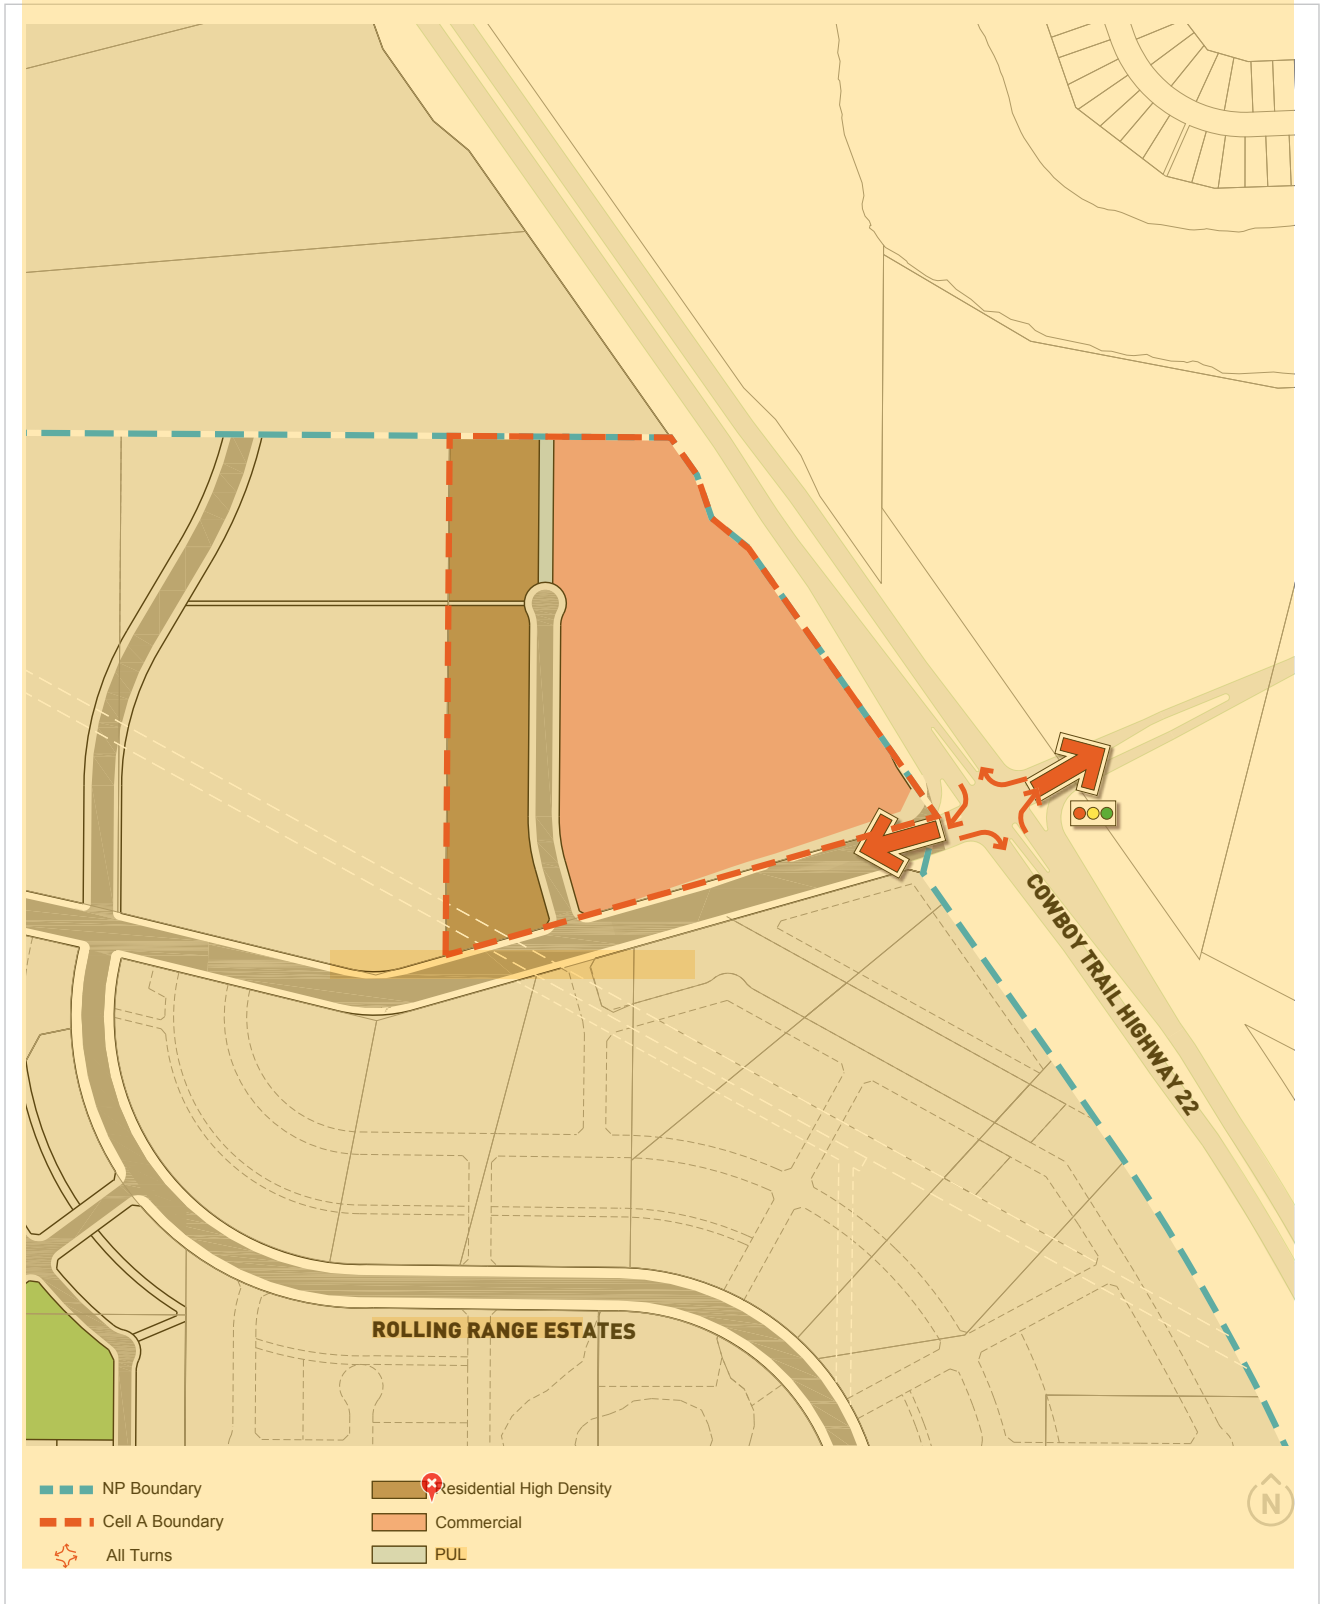 COWBOY TRAIL HIGHWAY 22
ROLLING RANGE ESTATES
NP Boundary
Residential High Density
Cell A Boundary
Commercial
All Turns
PUL
N